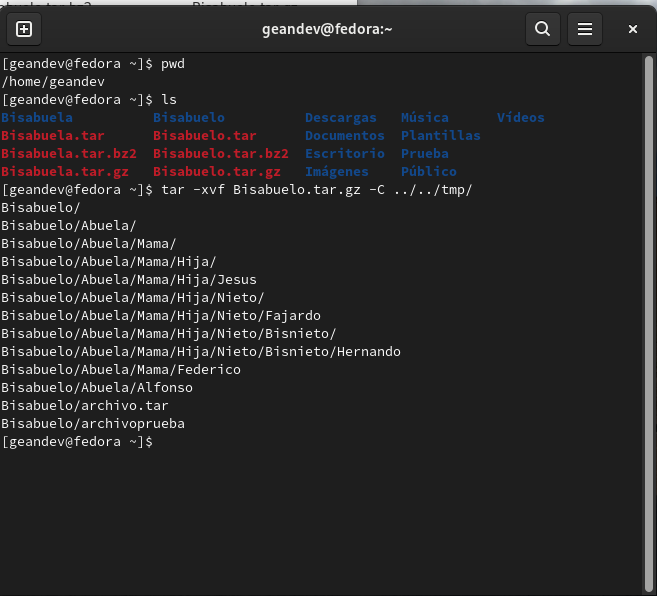 geandev@fedora:~
[geandev@fedora ~]$ pwd
/home/geandev
[geandev@fedora ~]$ ls
Bisabuela Bisabuelo Descargas Música Vídeos
Bisabuela.tar Bisabuelo.tar Documentos Plantillas
Bisabuela.tar.bz2 Bisabuelo.tar.bz2 Escritorio Prueba
Bisabuela.tar.gz Bisabuelo.tar.gz Imágenes Público
[geandev@fedora ~]$ tar -xvf Bisabuelo.tar.gz -C ../../tmp/
Bisabuelo/
Bisabuelo/Abuela/
Bisabuelo/Abuela/Mama/
Bisabuelo/Abuela/Mama/Hija/
Bisabuelo/Abuela/Mama/Hija/Jesus
Bisabuelo/Abuela/Mama/Hija/Nieto/
Bisabuelo/Abuela/Mama/Hija/Nieto/Fajardo
Bisabuelo/Abuela/Mama/Hija/Nieto/Bisnieto/
Bisabuelo/Abuela/Mama/Hija/Nieto/Bisnieto/Hernando
Bisabuelo/Abuela/Mama/Federico
Bisabuelo/Abuela/Alfonso
Bisabuelo/archivo.tar
Bisabuelo/archivoprueba
[geandev@fedora ~]$